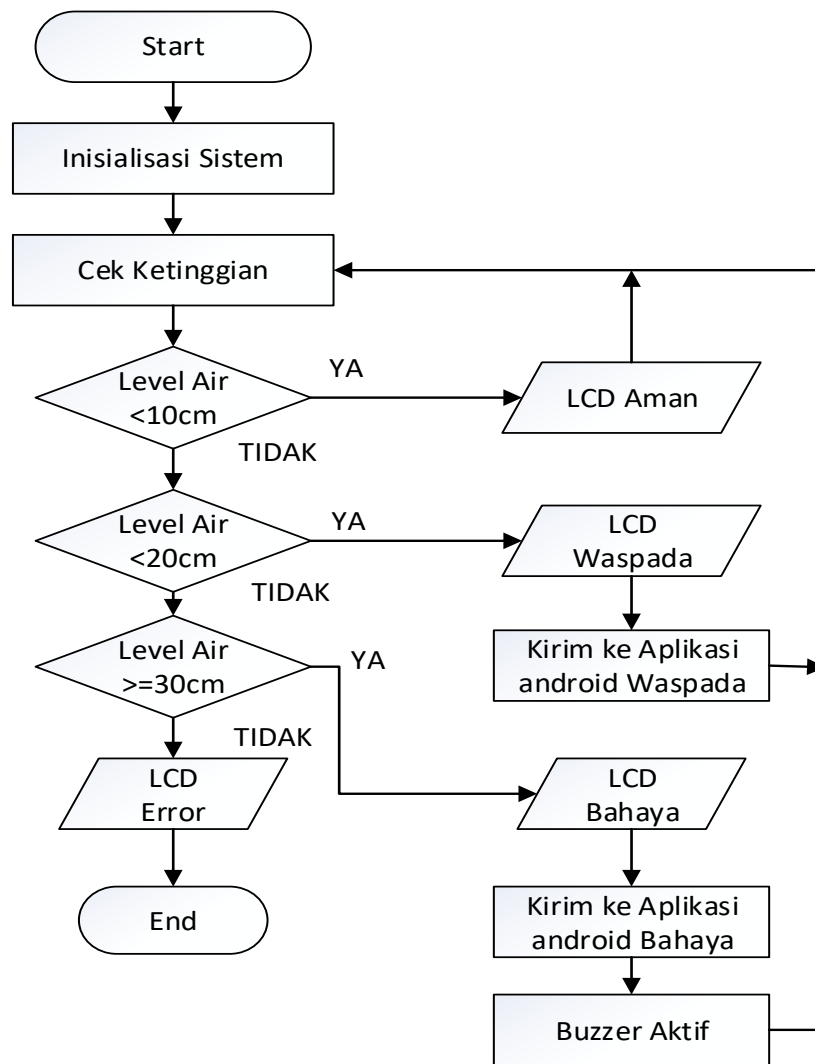 Start
Inisialisasi Sistem
Cek Ketinggian
Level Air
<10cm
YA
LCD Aman
TIDAK
Level Air
<20cm
YA
LCD
Waspada
TIDAK
Kirim ke Aplikasi
android Waspada
Level Air
>=30cm
YA
TIDAK
LCD
Error
LCD
Bahaya
End
Kirim ke Aplikasi
android Bahaya
Buzzer Aktif